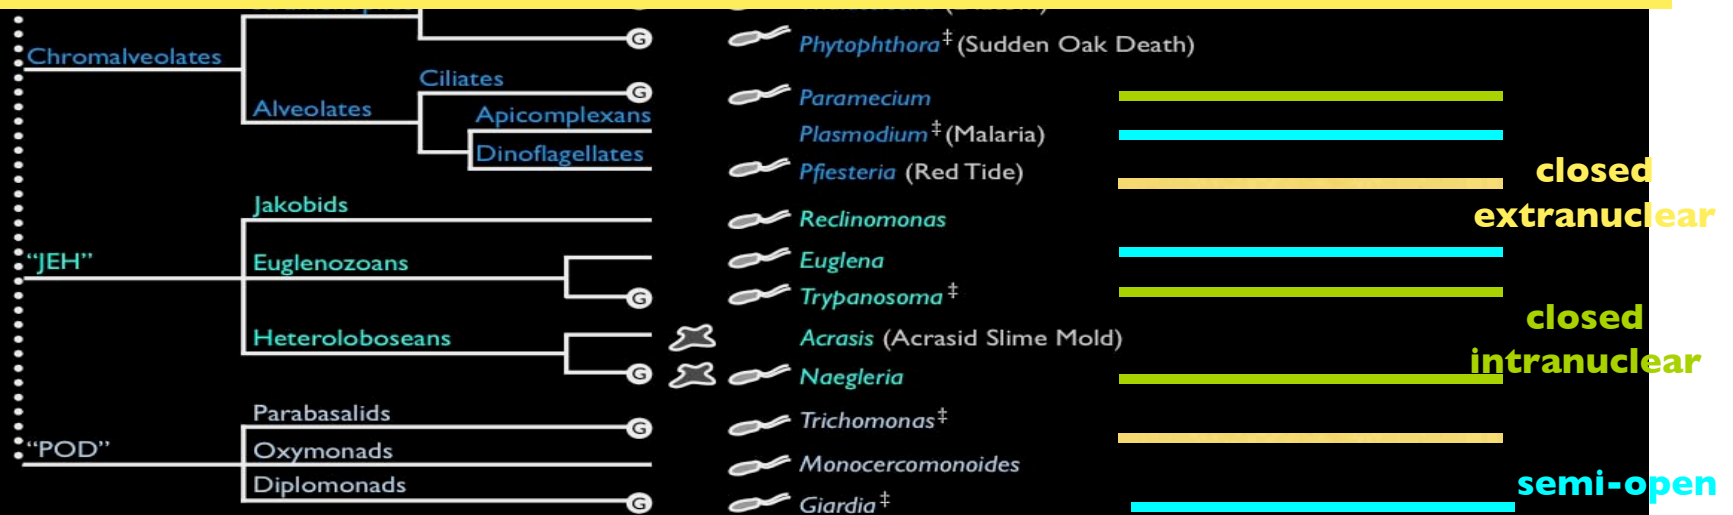 Phytophthora‡ (Sudden Oak Death)
Chromalveolates
G
Ciliates
G
Alveolates
Paramecium
Apicomplexans
Plasmodium‡ (Malaria)
Dinoflagellates
Pfiesteria (Red Tide)
closed
extranuclear
Jakobids
Reclinomonas
"JEH"
Euglenozoans
Euglena
G
Trypanosoma‡
closed
intranuclear
Heteroloboseans
Acrasis (Acrasid Slime Mold)
G
Naegleria
Parabasalids
G
Trichomonas‡
"POD"
Oxymonads
Monocercomonoides
Diplomonads
semi-open
G
Giardia‡